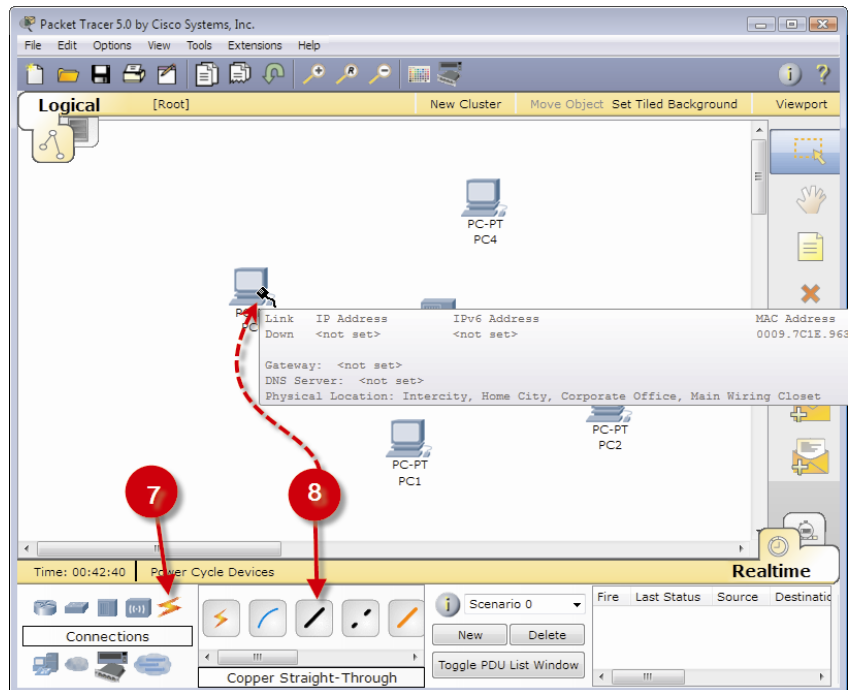 Packet Tracer 5.0 by Cisco Systems, Inc.
File Edit Options View Tools Extensions Help
Logical [Root] New Cluster Move Object Set Tiled Background Viewport
PC-PT
PC4
Link IP Address IPv6 Address MAC Address
Down <not set> <not set> 0009.7C1E.963
Gateway: <not set>
DNS Server: <not set>
Physical Location: Intercity, Home City, Corporate Office, Main Wiring Closet
PC-PT
PC2
PC-PT
PC1
7
8
Time: 00:42:40 Power Cycle Devices Realtime
Connections
Copper Straight-Through
Scenario 0
New Delete
Toggle PDU List Window
Fire Last Status Source Destinatic